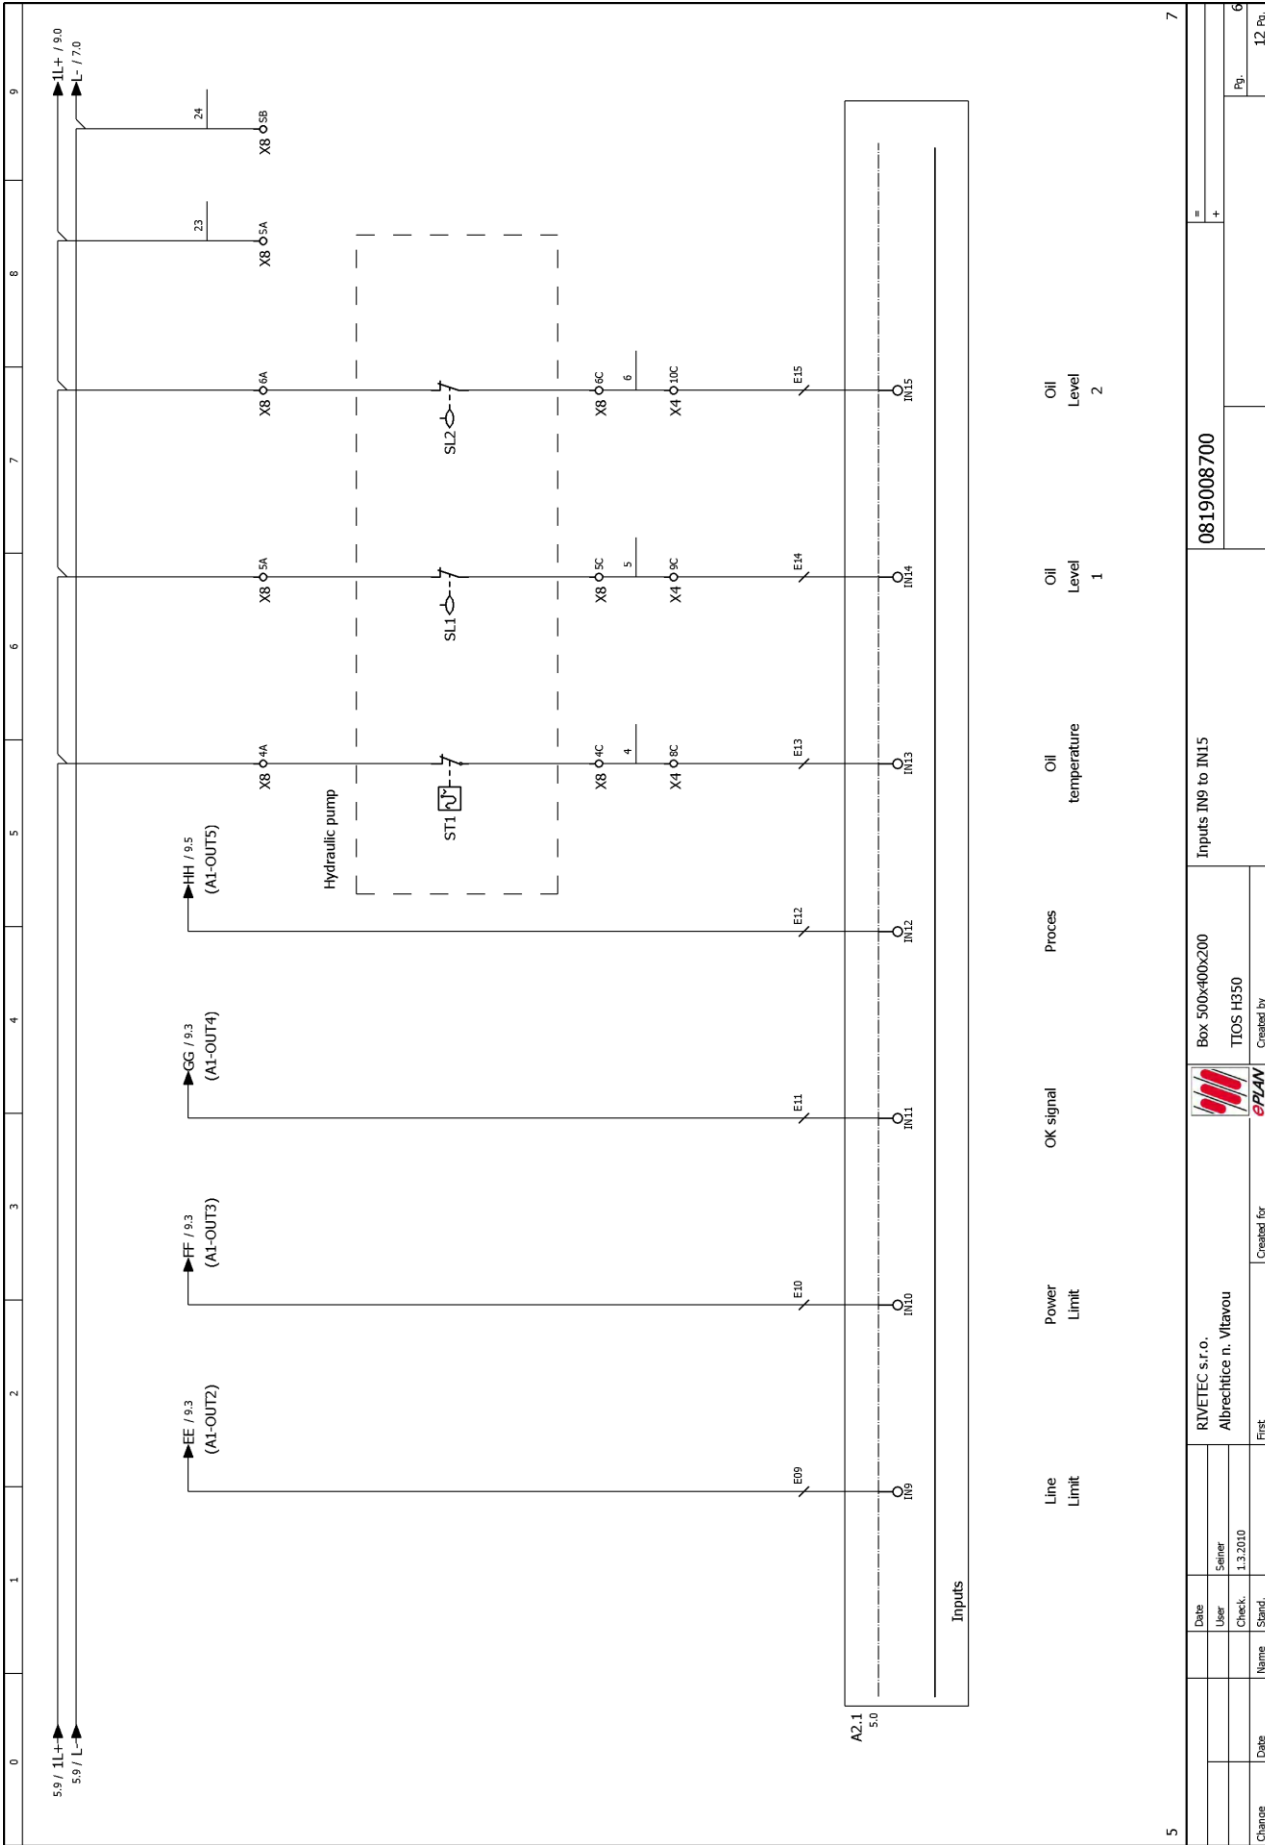 0 1 2 3 4 5 6 7 8 9
5.9 / 1L+
1L+ / 9.0
5.9 / L-
L- / 7.0
EE / 9.3
(A1-OUT2)
FF / 9.3
(A1-OUT3)
GG / 9.3
(A1-OUT4)
HH / 9.5
(A1-OUT5)
23
24
X8 4A
X8 5A
X8 6A
X8 SA
X8 SB
Hydraulic pump
ST1
SL1
SL2
X8 4C
X8 5C
X8 6C
4
5
6
X4 8C
X4 9C
X4 10C
E09
E10
E11
E12
E13
E14
E15
A2.1
5.0
IN9
IN10
IN11
IN12
IN13
IN14
IN15
Inputs
Line
Limit
Power
Limit
OK signal
Proces
Oil
temperature
Oil
Level
1
Oil
Level
2
5
7
Date
User Seiner
Check. 1.3.2010
Change Date Name Stand.
RIVETEC s.r.o.
Albrechtice n. Vltavou
First
Created for
ePLAN
Box 500x400x200
TIOS H350
Created by
Inputs IN9 to IN15
0819008700
=
+
Pg. 6
12 Pg.